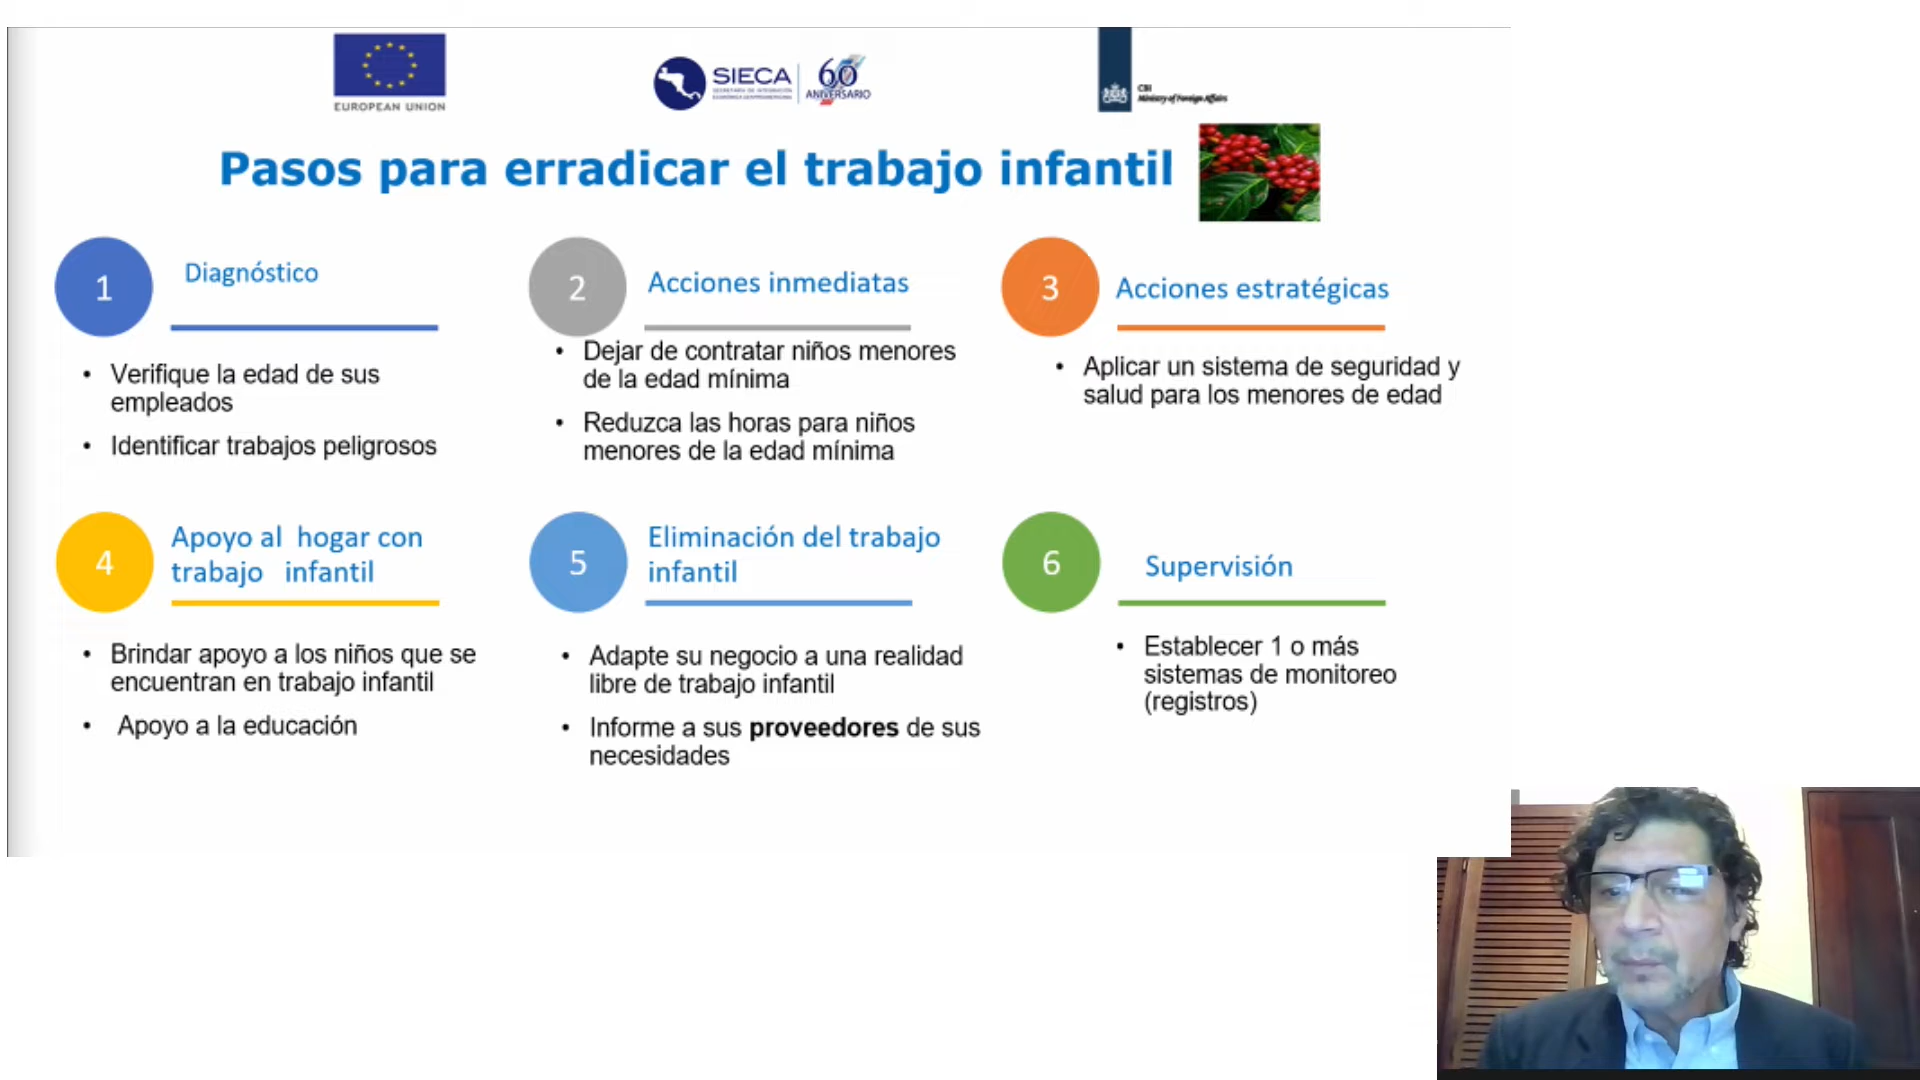 EUROPEAN UNION
SIECA
60
ANIVERSARIO
CBI
Ministry of Foreign Affairs
Pasos para erradicar el trabajo infantil
1
Diagnóstico
• Verifique la edad de sus
empleados
• Identificar trabajos peligrosos
2
Acciones inmediatas
• Dejar de contratar niños menores
de la edad mínima
• Reduzca las horas para niños
menores de la edad mínima
3
Acciones estratégicas
• Aplicar un sistema de seguridad y
salud para los menores de edad
4
Apoyo al hogar con
trabajo infantil
• Brindar apoyo a los niños que se
encuentran en trabajo infantil
• Apoyo a la educación
5
Eliminación del trabajo
infantil
• Adapte su negocio a una realidad
libre de trabajo infantil
• Informe a sus proveedores de sus
necesidades
6
Supervisión
• Establecer 1 o más
sistemas de monitoreo
(registros)